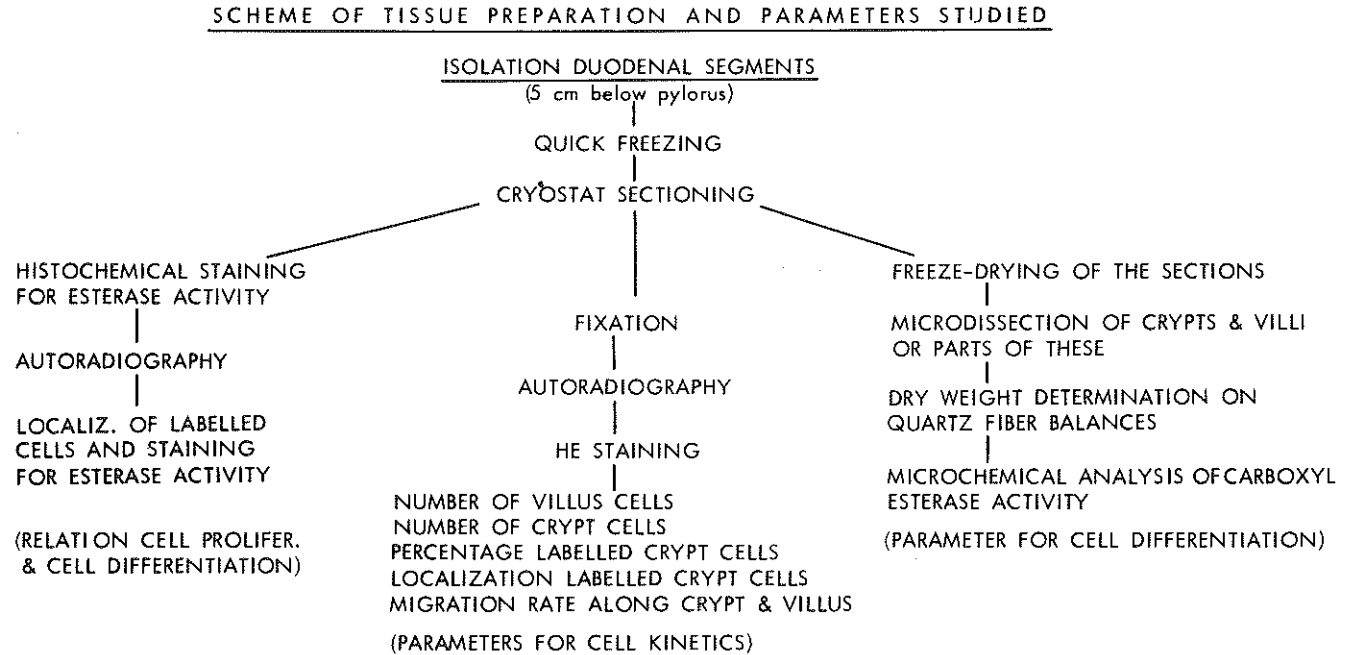 SCHEME OF TISSUE PREPARATION AND PARAMETERS STUDIED
ISOLATION DUODENAL SEGMENTS
(5 cm below pylorus)
QUICK FREEZING
CRYOSTAT SECTIONING
HISTOCHEMICAL STAINING
FOR ESTERASE ACTIVITY
AUTORADIOGRAPHY
LOCALIZ. OF LABELLED
CELLS AND STAINING
FOR ESTERASE ACTIVITY
(RELATION CELL PROLIFER.
& CELL DIFFERENTIATION)
FIXATION
AUTORADIOGRAPHY
HE STAINING
NUMBER OF VILLUS CELLS
NUMBER OF CRYPT CELLS
PERCENTAGE LABELLED CRYPT CELLS
LOCALIZATION LABELLED CRYPT CELLS
MIGRATION RATE ALONG CRYPT & VILLUS
(PARAMETERS FOR CELL KINETICS)
FREEZE-DRYING OF THE SECTIONS
MICRODISSECTION OF CRYPTS & VILLI
OR PARTS OF THESE
DRY WEIGHT DETERMINATION ON
QUARTZ FIBER BALANCES
MICROCHEMICAL ANALYSIS OF CARBOXYL
ESTERASE ACTIVITY
(PARAMETER FOR CELL DIFFERENTIATION)